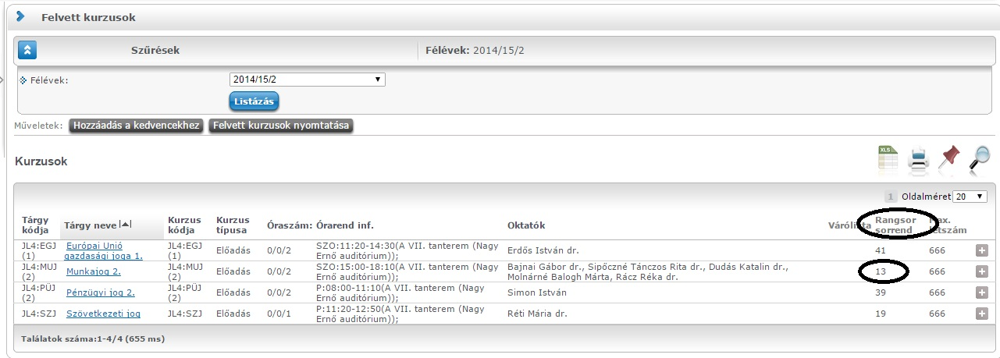 Felvett kurzusok
Szűrések Félévek: 2014/15/2
Félévek: 2014/15/2
Listázás
Műveletek: Hozzáadás a kedvencekhez Felvett kurzusok nyomtatása
Kurzusok
XLS
1 Oldalméret 20
Tárgy kódja Tárgy neve Kurzus kódja Kurzus típusa Óraszám: Órarend inf. Oktatók Várólista Rangsor sorrend Max. létszám
JL4:EGJ Európai Unió JL4:EGJ Előadás 0/0/2 SZO:11:20-14:30(A VII. tanterem (Nagy Erdős István dr. 41 666
(1) gazdasági joga 1. (1) Ernő auditórium));
JL4:MUJ Munkajog 2. JL4:MUJ Előadás 0/0/2 SZO:15:00-18:10(A VII. tanterem (Nagy Bajnai Gábor dr., Sipőczné Tánczos Rita dr., Dudás Katalin dr., 13 666
(2) (2) Ernő auditórium)); Molnárné Balogh Márta, Rácz Réka dr.
JL4:PÜJ Pénzügyi jog 2. JL4:PÜJ Előadás 0/0/2 tanterem (Nagy Simon István 39 666
(2) (2) Ernő auditórium));
JL4:SZJ Szövetkezeti jog JL4:SZJ Előadás 0/0/1 P:11:20-12:50(A VII. tanterem (Nagy Réti Mária dr. 19 666
Ernő auditórium));
Találatok száma:1-4/4 (655 ms)